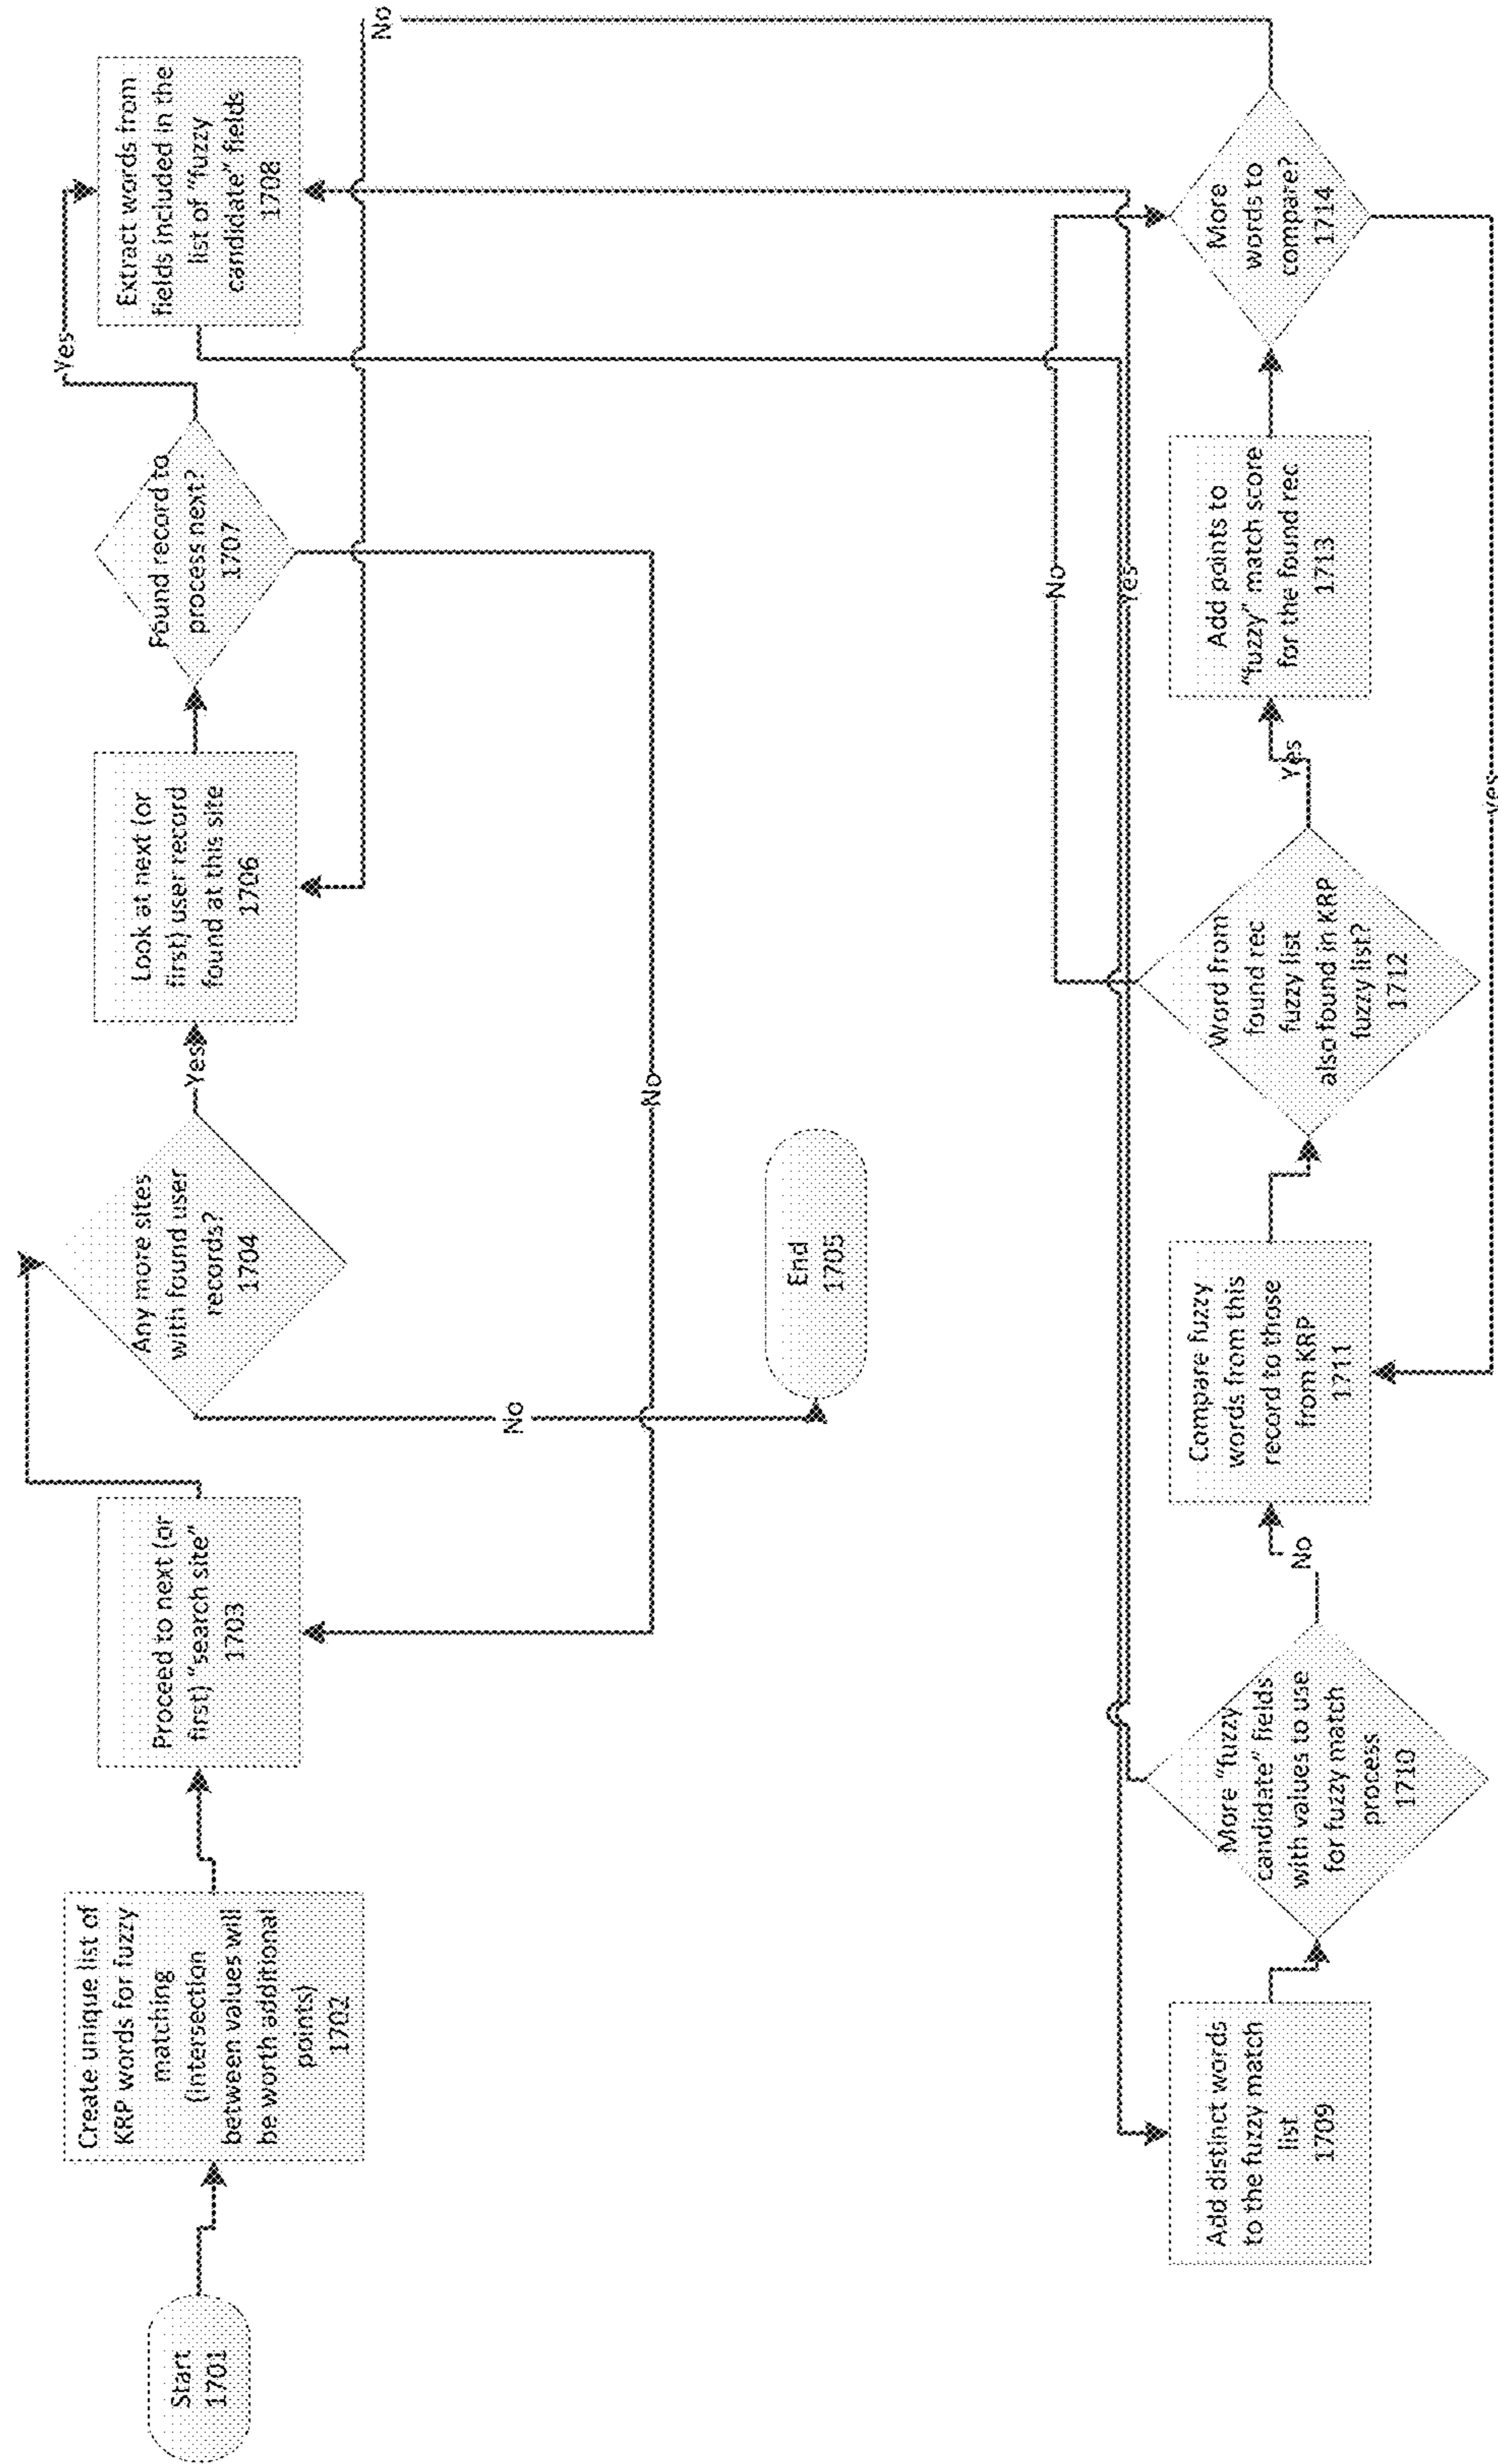 Start
1701
Create unique list of
KRP words for fuzzy
matching
(intersection
between values will
be worth additional
points)
1702
Proceed to next (or
first) “search site”
1703
Any more sites
with found user
records?
1704
No
Yes
End
1705
Look at next (or
first) user record
found at this site
1706
Found record to
process next?
1707
No
Yes
Extract words from
fields included in the
list of “fuzzy
candidate” fields
1708
Add distinct words
to the fuzzy match
list
1709
More “fuzzy
candidate” fields
with values to use
for fuzzy match
process
1710
Yes
No
Compare fuzzy
words from this
record to those
from KRP
1711
Word from
found rec
fuzzy list
also found in KRP
fuzzy list?
1712
No
Yes
Add points to
“fuzzy” match score
for the found rec
1713
More
words to
compare?
1714
Yes
No